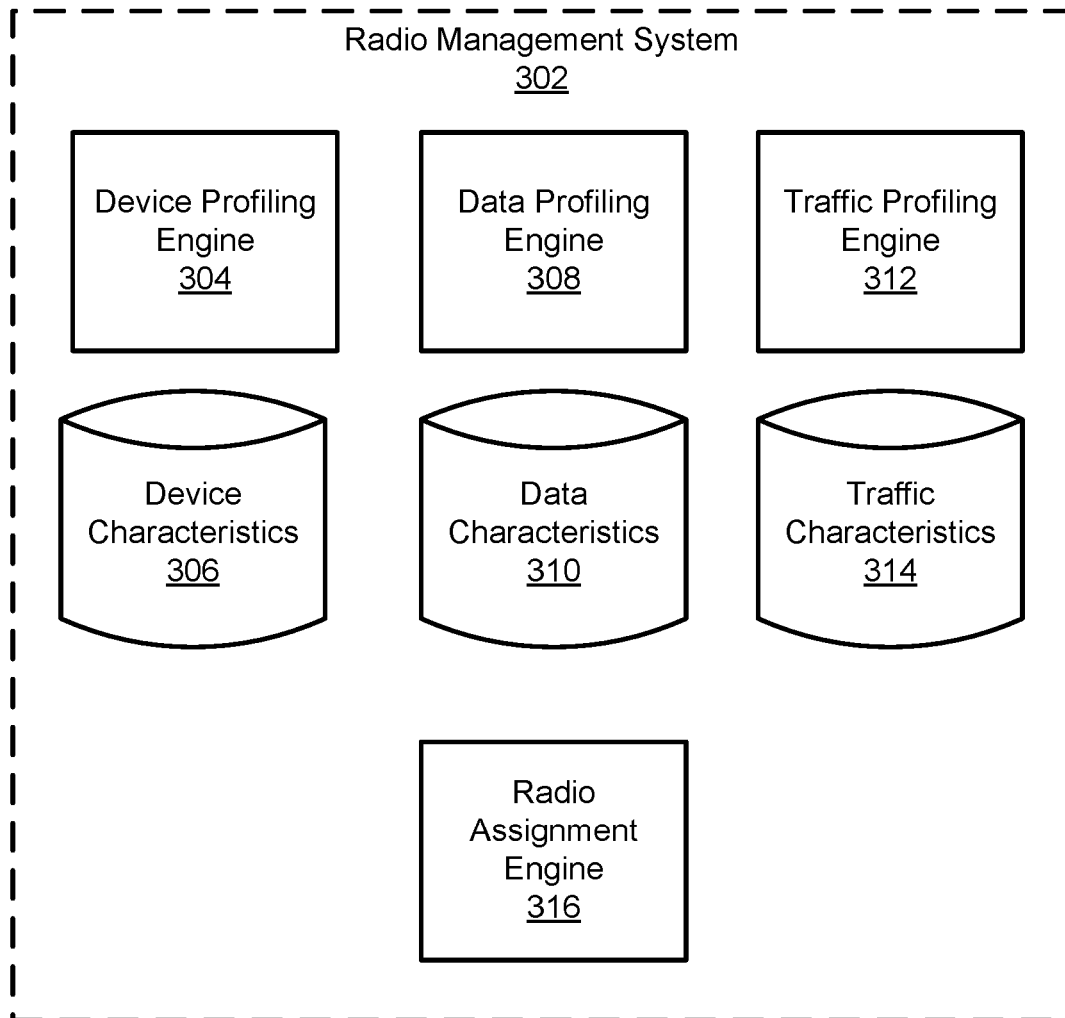 Radio Management System
302
Device Profiling
Engine
304
Data Profiling
Engine
308
Traffic Profiling
Engine
312
Device
Characteristics
306
Data
Characteristics
310
Traffic
Characteristics
314
Radio
Assignment
Engine
316